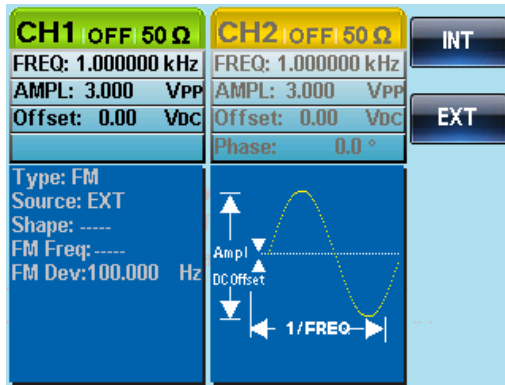 CH1 OFF 50 Ω
FREQ: 1.000000 kHz
AMPL: 3.000 VPP
Offset: 0.00 VDC
CH2 OFF 50 Ω
FREQ: 1.000000 kHz
AMPL: 3.000 VPP
Offset: 0.00 VDC
Phase: 0.0 °
INT
EXT
Type: FM
Source: EXT
Shape: -----
FM Freq:-----
FM Dev:100.000 Hz
Ampl
DC Offset
1/FREQ